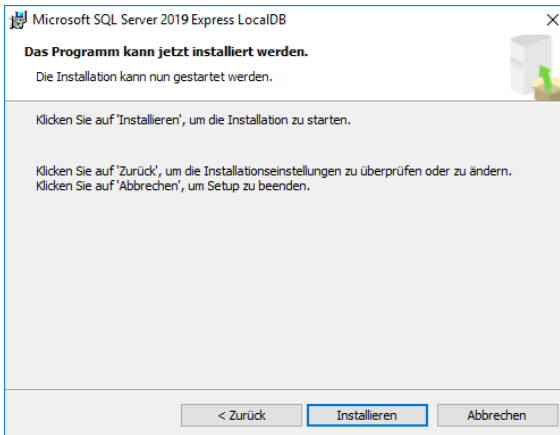 Microsoft SQL Server 2019 Express LocalDB
Das Programm kann jetzt installiert werden.
Die Installation kann nun gestartet werden.
Klicken Sie auf 'Installieren', um die Installation zu starten.
Klicken Sie auf 'Zurück', um die Installationseinstellungen zu überprüfen oder zu ändern.
Klicken Sie auf 'Abbrechen', um Setup zu beenden.
< Zurück Installieren Abbrechen